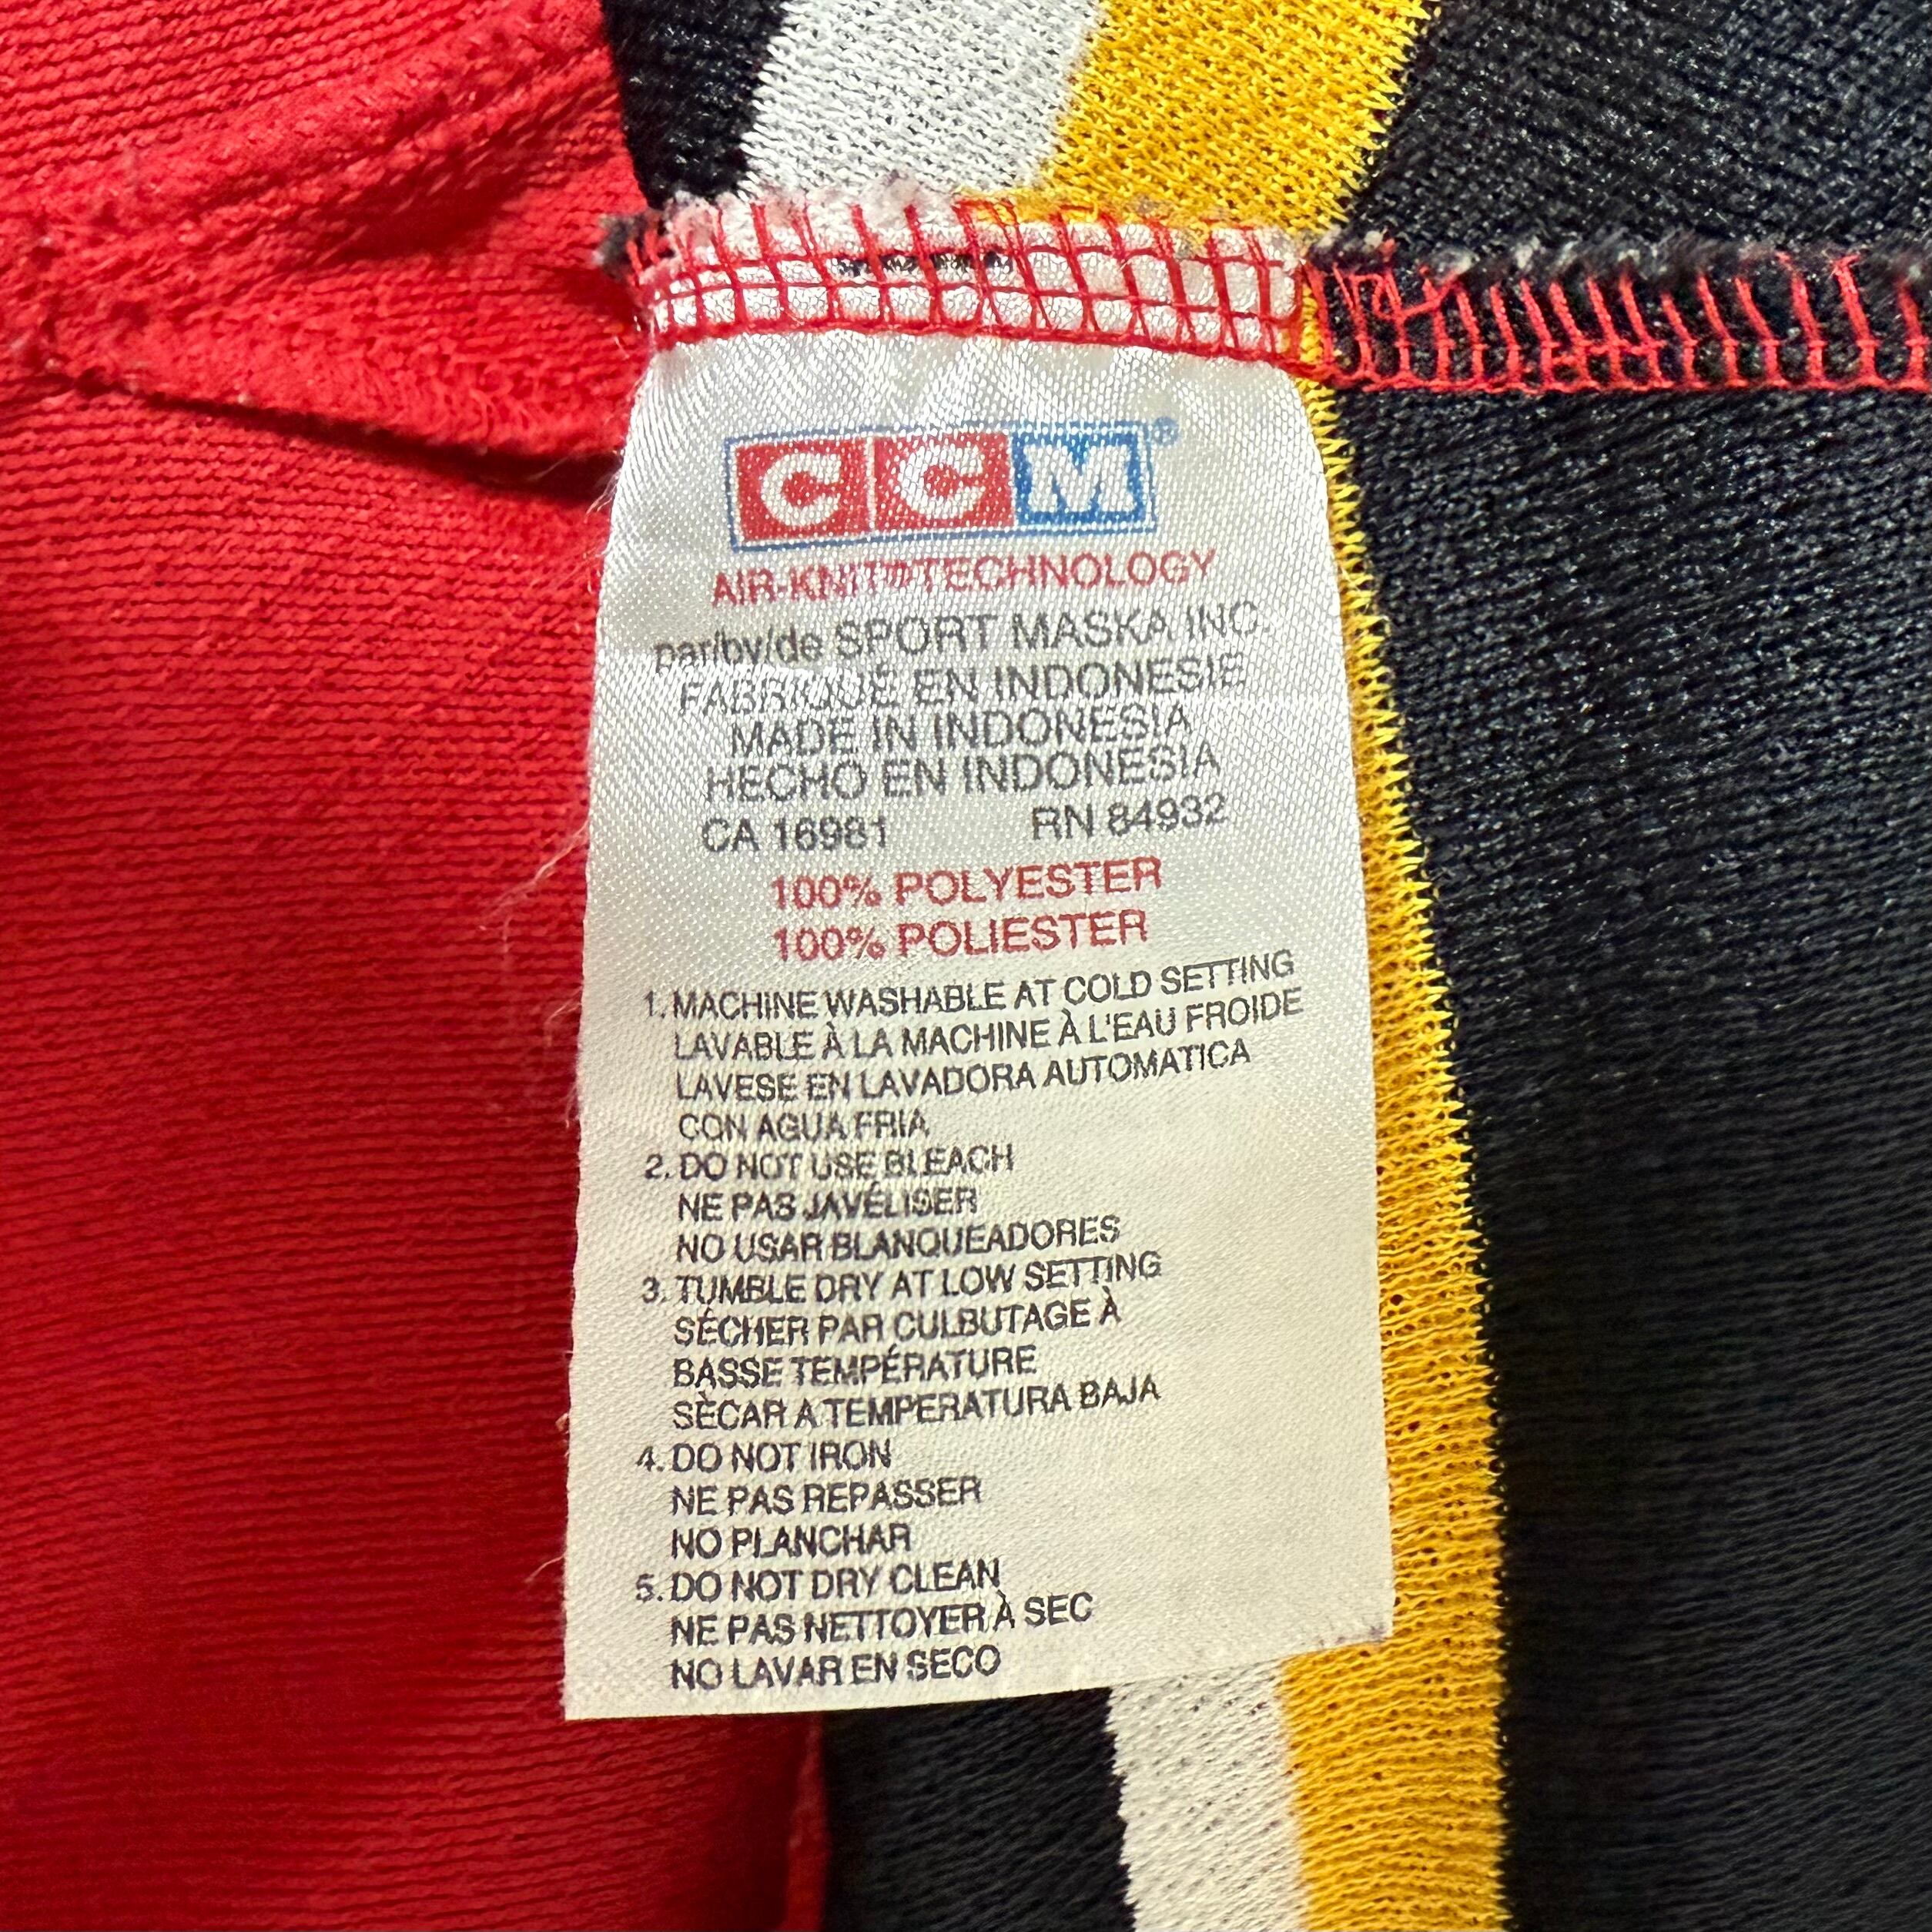 CCM®
AIR-KNIT®TECHNOLOGY
par/by/de SPORT MASKA INC.
FABRIQUÉ EN INDONESIE
MADE IN INDONESIA
HECHO EN INDONESIA
CA 16981 RN 84932
100% POLYESTER
100% POLIESTER
1. MACHINE WASHABLE AT COLD SETTING
LAVABLE À LA MACHINE À L'EAU FROIDE
LAVESE EN LAVADORA AUTOMATICA
CON AGUA FRIA
2. DO NOT USE BLEACH
NE PAS JAVÉLISER
NO USAR BLANQUEADORES
3. TUMBLE DRY AT LOW SETTING
SÉCHER PAR CULBUTAGE À
BASSE TEMPÉRATURE
SÈCAR A TEMPERATURA BAJA
4. DO NOT IRON
NE PAS REPASSER
NO PLANCHAR
5. DO NOT DRY CLEAN
NE PAS NETTOYER À SEC
NO LAVAR EN SECO